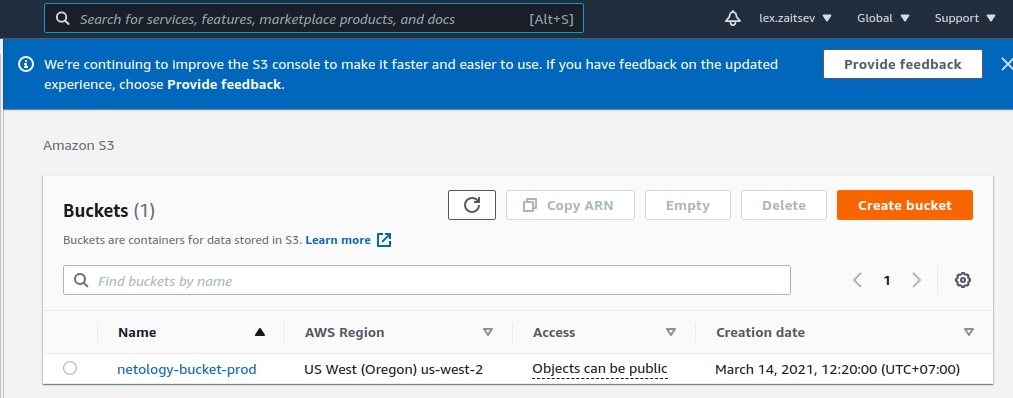 Search for services, features, marketplace products, and docs [Alt+S] lex.zaitsev Global Support
We're continuing to improve the S3 console to make it faster and easier to use. If you have feedback on the updated
experience, choose Provide feedback.
Provide feedback
Amazon S3
Buckets (1)
Copy ARN Empty Delete Create bucket
Buckets are containers for data stored in S3. Learn more
Find buckets by name
1
Name AWS Region Access Creation date
netology-bucket-prod US West (Oregon) us-west-2 Objects can be public March 14, 2021, 12:20:00 (UTC+07:00)